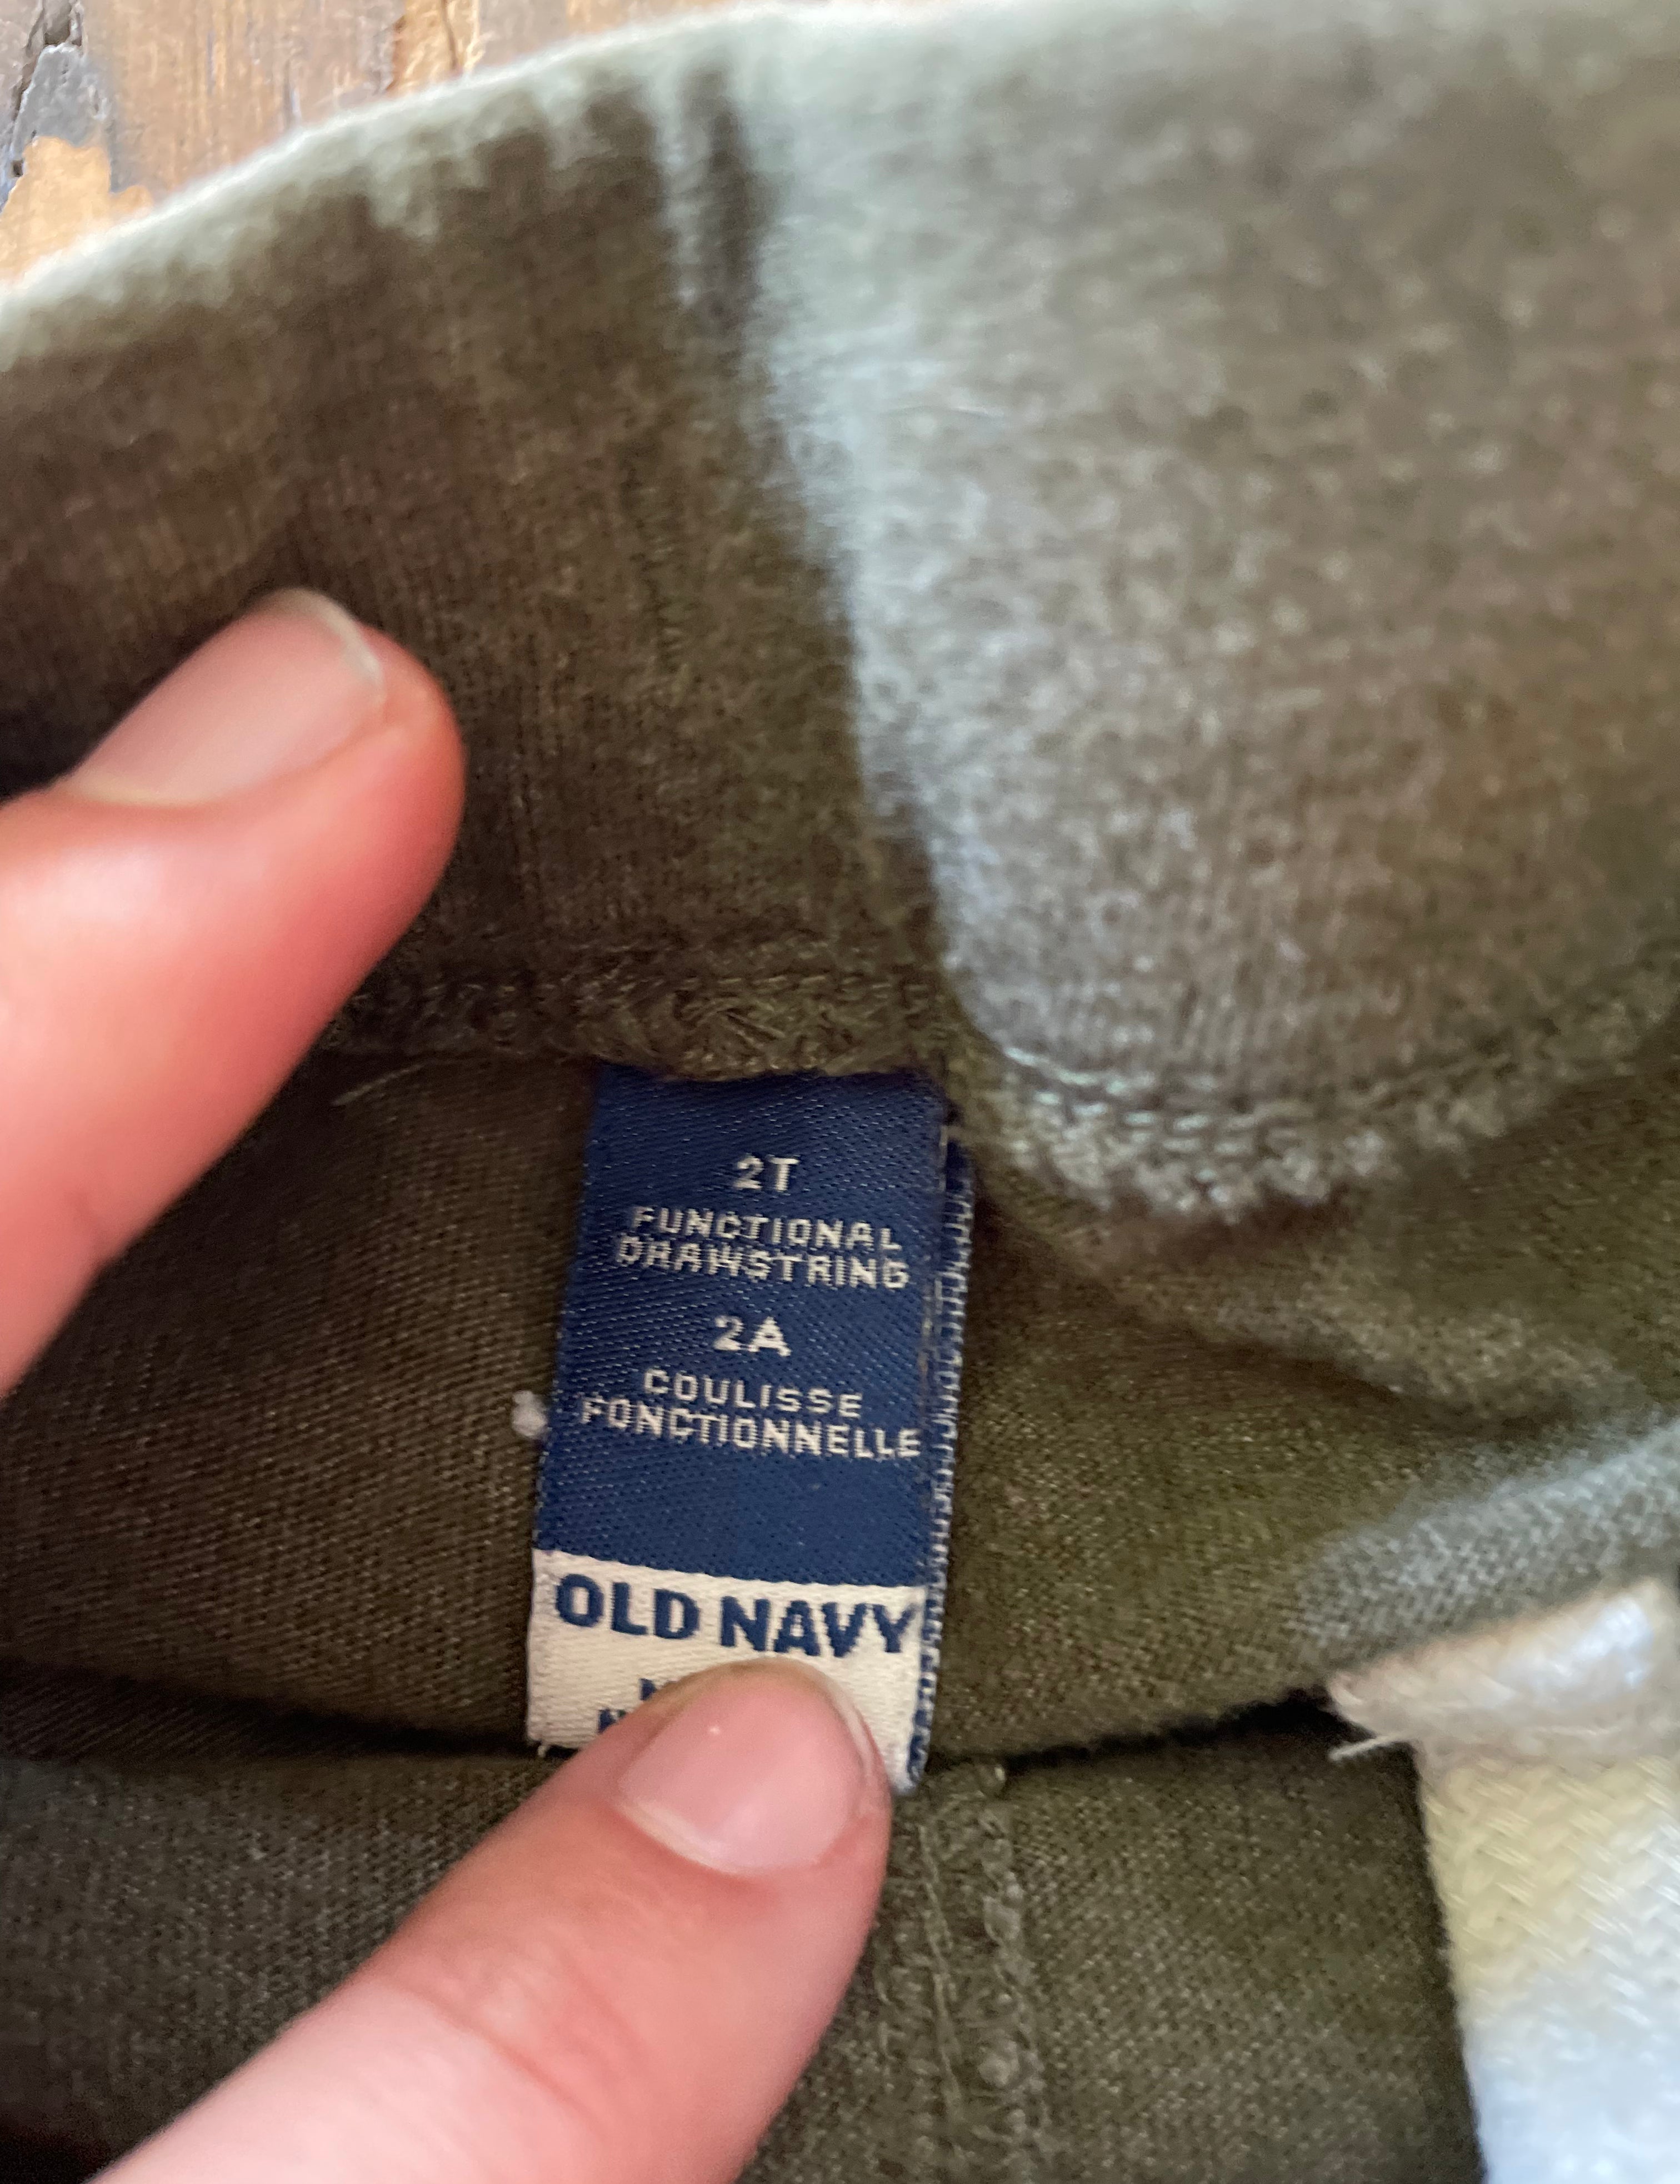 2T
FUNCTIONAL
DRAWSTRING
2A
COULISSE
FONCTIONNELLE
OLD NAVY